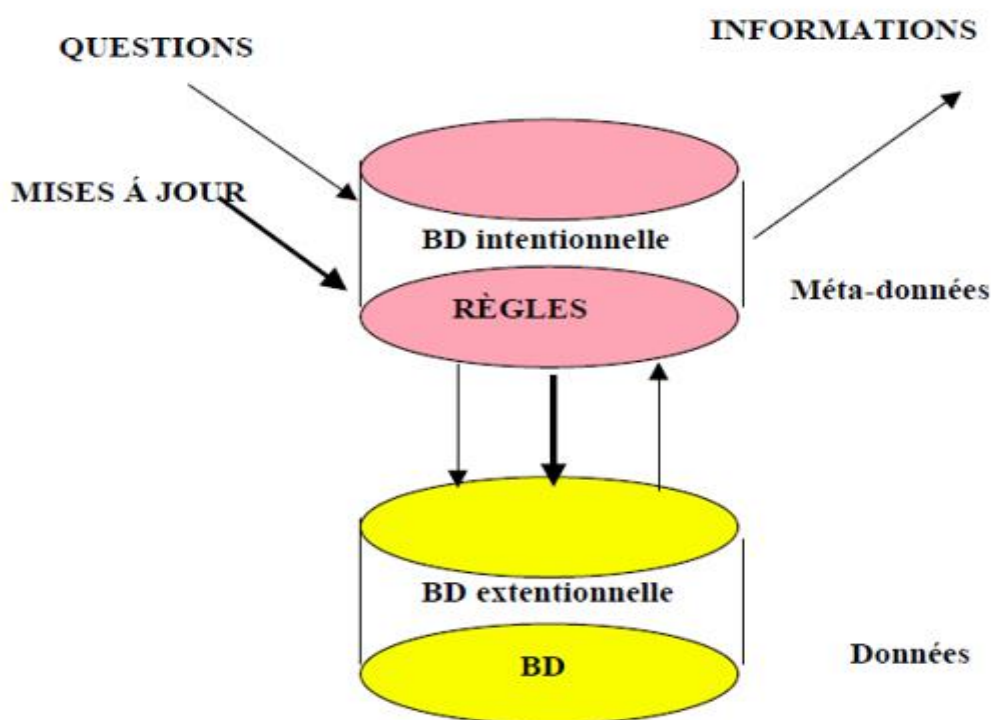 QUESTIONS
INFORMATIONS
MISES Á JOUR
BD intentionnelle
Méta-données
RÈGLES
BD extentionnelle
Données
BD